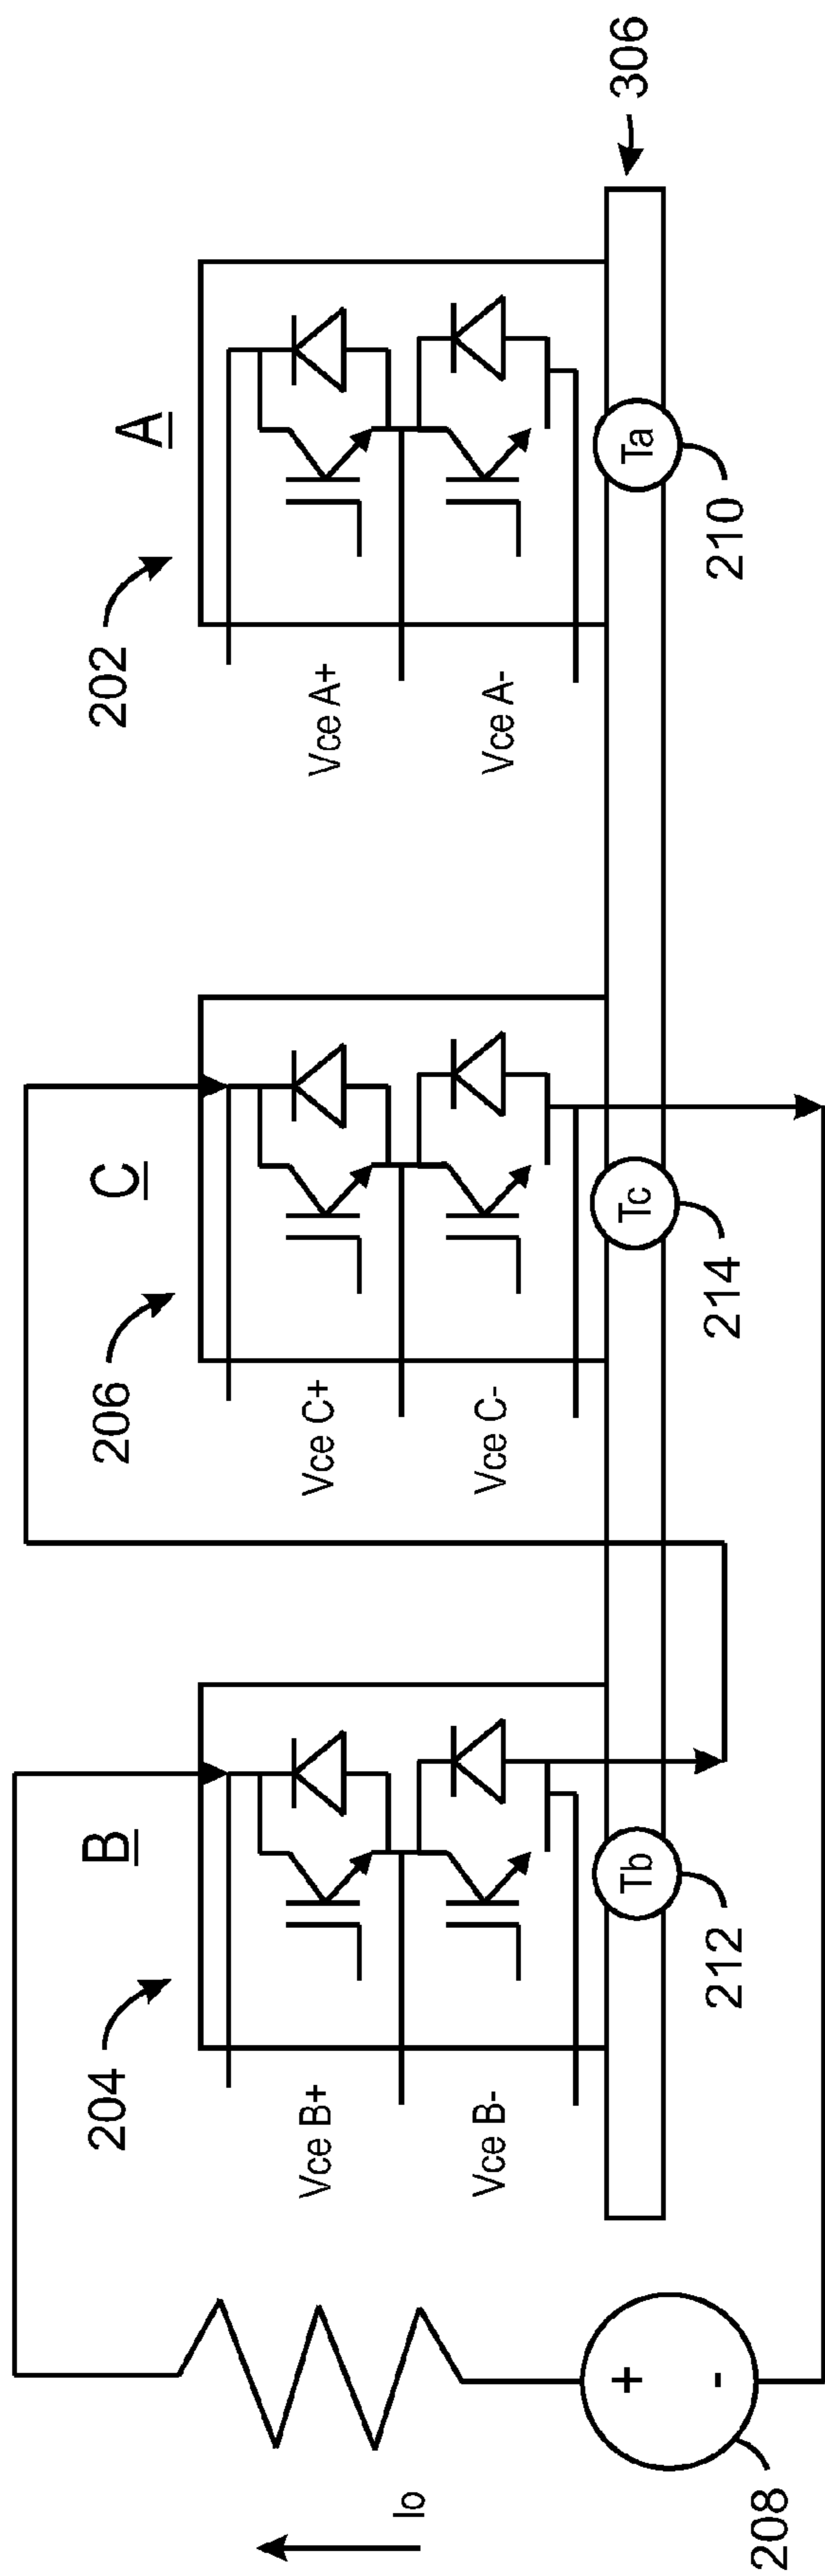 204
B
206
C
202
A
306
Io
Vce B+
Vce B-
Vce C+
Vce C-
Vce A+
Vce A-
+
-
208
Tb
212
Tc
214
Ta
210